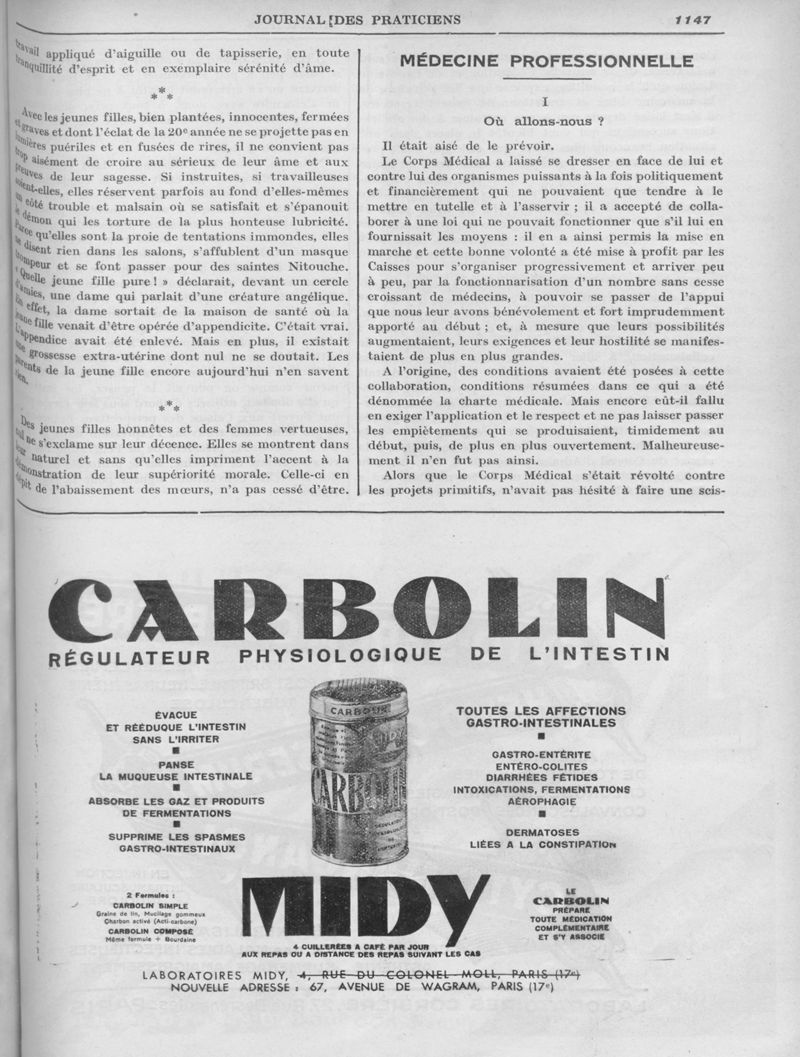 JOURNAL [DES PRATICIENS
1147
travail appliqué d'aiguille ou de tapisserie, en toute
tranquillité d'esprit et en exemplaire sérénité d'âme.
***
Avec les jeunes filles, bien plantées, innocentes, fermées
et graves et dont l'éclat de la 20e année ne se projette pas en
lumières puériles et en fusées de rires, il ne convient pas
trop aisément de croire au sérieux de leur âme et aux
preuves de leur sagesse. Si instruites, si travailleuses
soient-elles, elles réservent parfois au fond d'elles-mêmes
un côté trouble et malsain où se satisfait et s'épanouit
le démon qui les torture de la plus honteuse lubricité.
Parce qu'elles sont la proie de tentations immondes, elles
ne disent rien dans les salons, s'affublent d'un masque
trompeur et se font passer pour des saintes Nitouche.
« Quelle jeune fille pure ! » déclarait, devant un cercle
d'amies, une dame qui parlait d'une créature angélique.
En effet, la dame sortait de la maison de santé où la
jeune fille venait d'être opérée d'appendicite. C'était vrai.
L'appendice avait été enlevé. Mais en plus, il existait
une grossesse extra-utérine dont nul ne se doutait. Les
parents de la jeune fille encore aujourd'hui n'en savent
rien.
***
Des jeunes filles honnêtes et des femmes vertueuses,
nul ne s'exclame sur leur décence. Elles se montrent dans
leur naturel et sans qu'elles impriment l'accent à la
démonstration de leur supériorité morale. Celle-ci en
dépit de l'abaissement des mœurs, n'a pas cessé d'être.
MÉDECINE PROFESSIONNELLE
I
Où allons-nous ?
Il était aisé de le prévoir.
Le Corps Médical a laissé se dresser en face de lui et
contre lui des organismes puissants à la fois politiquement
et financièrement qui ne pouvaient que tendre à le
mettre en tutelle et à l'asservir ; il a accepté de colla-
borer à une loi qui ne pouvait fonctionner que s'il lui en
fournissait les moyens : il en a ainsi permis la mise en
marche et cette bonne volonté a été mise à profit par les
Caisses pour s'organiser progressivement et arriver peu
à peu, par la fonctionnarisation d'un nombre sans cesse
croissant de médecins, à pouvoir se passer de l'appui
que nous leur avons bénévolement et fort imprudemment
apporté au début ; et, à mesure que leurs possibilités
augmentaient, leurs exigences et leur hostilité se manifes-
taient de plus en plus grandes.
A l'origine, des conditions avaient été posées à cette
collaboration, conditions résumées dans ce qui a été
dénommée la charte médicale. Mais encore eût-il fallu
en exiger l'application et le respect et ne pas laisser passer
les empiètements qui se produisaient, timidement au
début, puis, de plus en plus ouvertement. Malheureuse-
ment il n'en fut pas ainsi.
Alors que le Corps Médical s'était révolté contre
les projets primitifs, n'avait pas hésité à faire une scis-
CARBOLIN
RÉGULATEUR PHYSIOLOGIQUE DE L'INTESTIN
ÉVACUE
ET RÉÉDUQUE L'INTESTIN
SANS L'IRRITER
PANSE
LA MUQUEUSE INTESTINALE
ABSORBE LES GAZ ET PRODUITS
DE FERMENTATIONS
SUPPRIME LES SPASMES
GASTRO-INTESTINAUX
CARBOLIN
MIDY
CARBOLIN
TOUTES LES AFFECTIONS
GASTRO-INTESTINALES
GASTRO-ENTÉRITE
ENTÉRO-COLITES
DIARRHÉES FÉTIDES
INTOXICATIONS, FERMENTATIONS
AÉROPHAGIE
DERMATOSES
LIÉES A LA CONSTIPATION
2 Formules :
CARBOLIN SIMPLE
Graine de lin, Mucilage gommeux
Charbon activé (Acti-carbone)
CARBOLIN COMPOSÉ
Même formule + Bourdaine
MIDY
4 CUILLERÉES A CAFÉ PAR JOUR
AUX REPAS OU A DISTANCE DES REPAS SUIVANT LES CAS
LE
CARBOLIN
PRÉPARE
TOUTE MÉDICATION
COMPLÉMENTAIRE
ET S'Y ASSOCIE
LABORATOIRES MIDY, 4, RUE DU COLONEL MOLL, PARIS (17e)
NOUVELLE ADRESSE : 67, AVENUE DE WAGRAM, PARIS (17e)